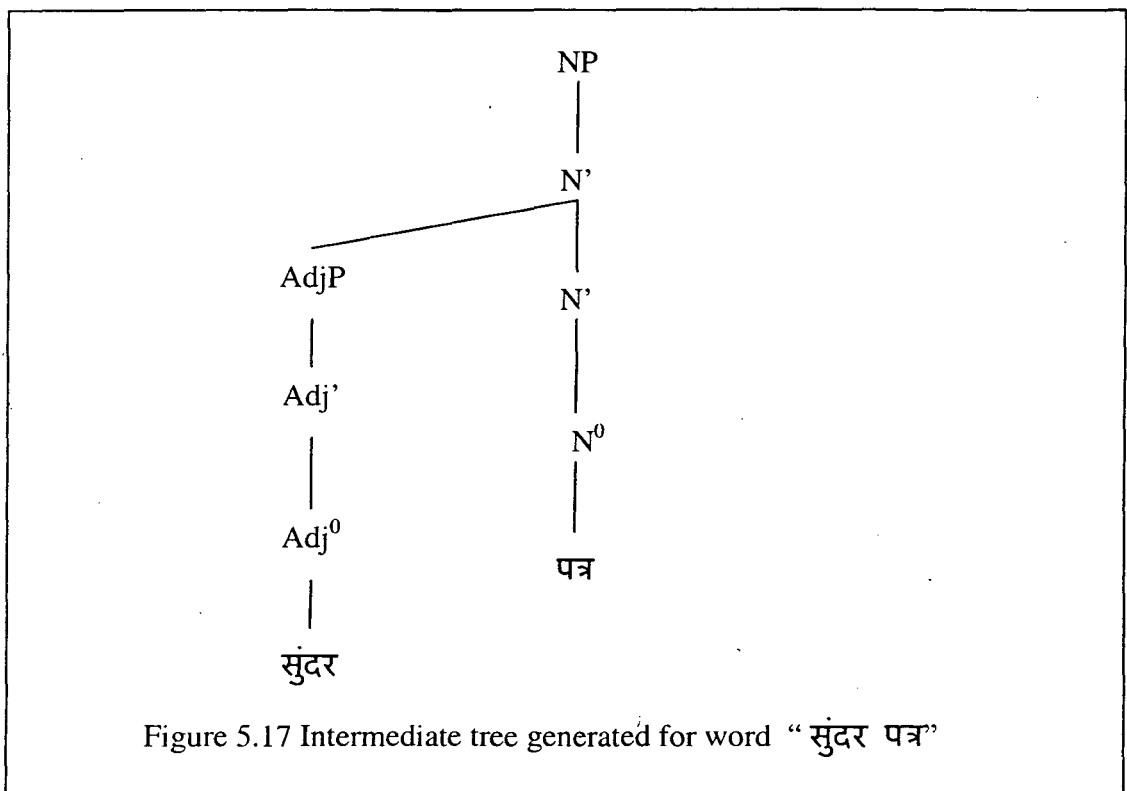 NP
N’
AdjP
N’
Adj’
N⁰
Adj⁰
पत्र
सुंदर
Figure 5.17 Intermediate tree generated for word “ सुंदर पत्र”